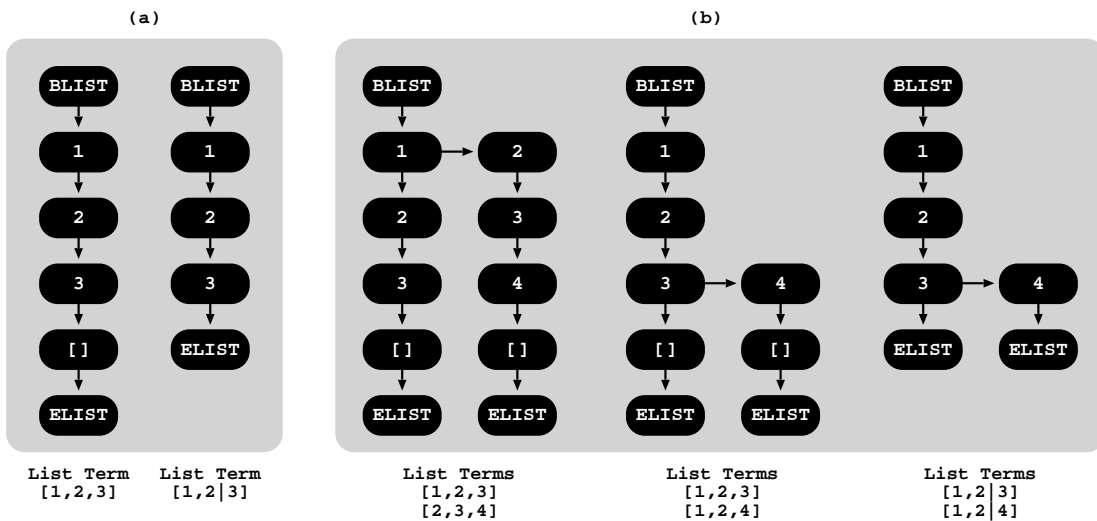 (a)
(b)
BLIST
BLIST
BLIST
BLIST
BLIST
1
1
1
2
1
1
2
2
2
3
2
2
3
3
3
4
3
4
3
4
[]
ELIST
[]
[]
[]
[]
ELIST
ELIST
ELIST
ELIST
ELIST
ELIST
ELIST
List Term
List Term
List Terms
List Terms
List Terms
[1,2,3]
[1,2|3]
[1,2,3]
[1,2,3]
[1,2|3]
[2,3,4]
[1,2,4]
[1,2|4]